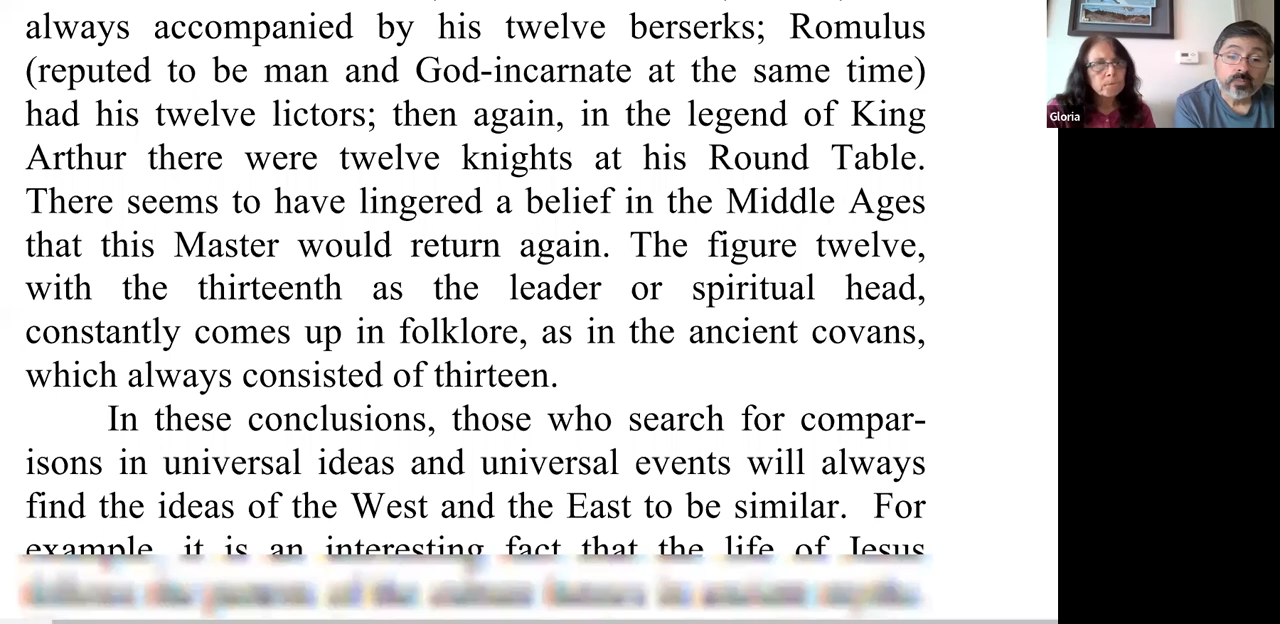 always accompanied by his twelve berserks; Romulus
(reputed to be man and God-incarnate at the same time)
had his twelve lictors; then again, in the legend of King
Arthur there were twelve knights at his Round Table.
There seems to have lingered a belief in the Middle Ages
that this Master would return again. The figure twelve,
with the thirteenth as the leader or spiritual head,
constantly comes up in folklore, as in the ancient covans,
which always consisted of thirteen.
In these conclusions, those who search for compar-
isons in universal ideas and universal events will always
find the ideas of the West and the East to be similar. For
example, it is an interesting fact that the life of Jesus
Gloria